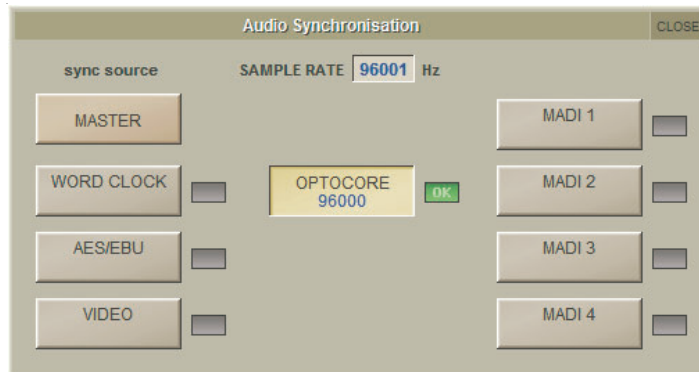 Audio Synchronisation
CLOSE
sync source
SAMPLE RATE 96001 Hz
MASTER
MADI 1
WORD CLOCK
OPTOCORE
96000
OK
MADI 2
AES/EBU
MADI 3
VIDEO
MADI 4